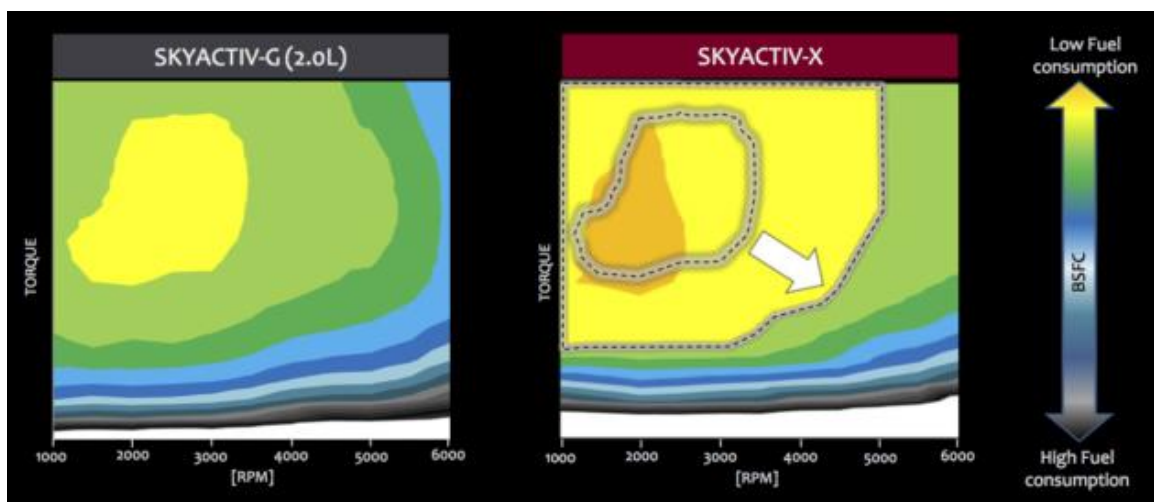 SKYACTIV-G (2.0L)
TORQUE
1000 2000 3000 4000 5000 6000
[RPM]
SKYACTIV-X
TORQUE
1000 2000 3000 4000 5000 6000
[RPM]
Low Fuel
consumption
BSFC
High Fuel
consumption